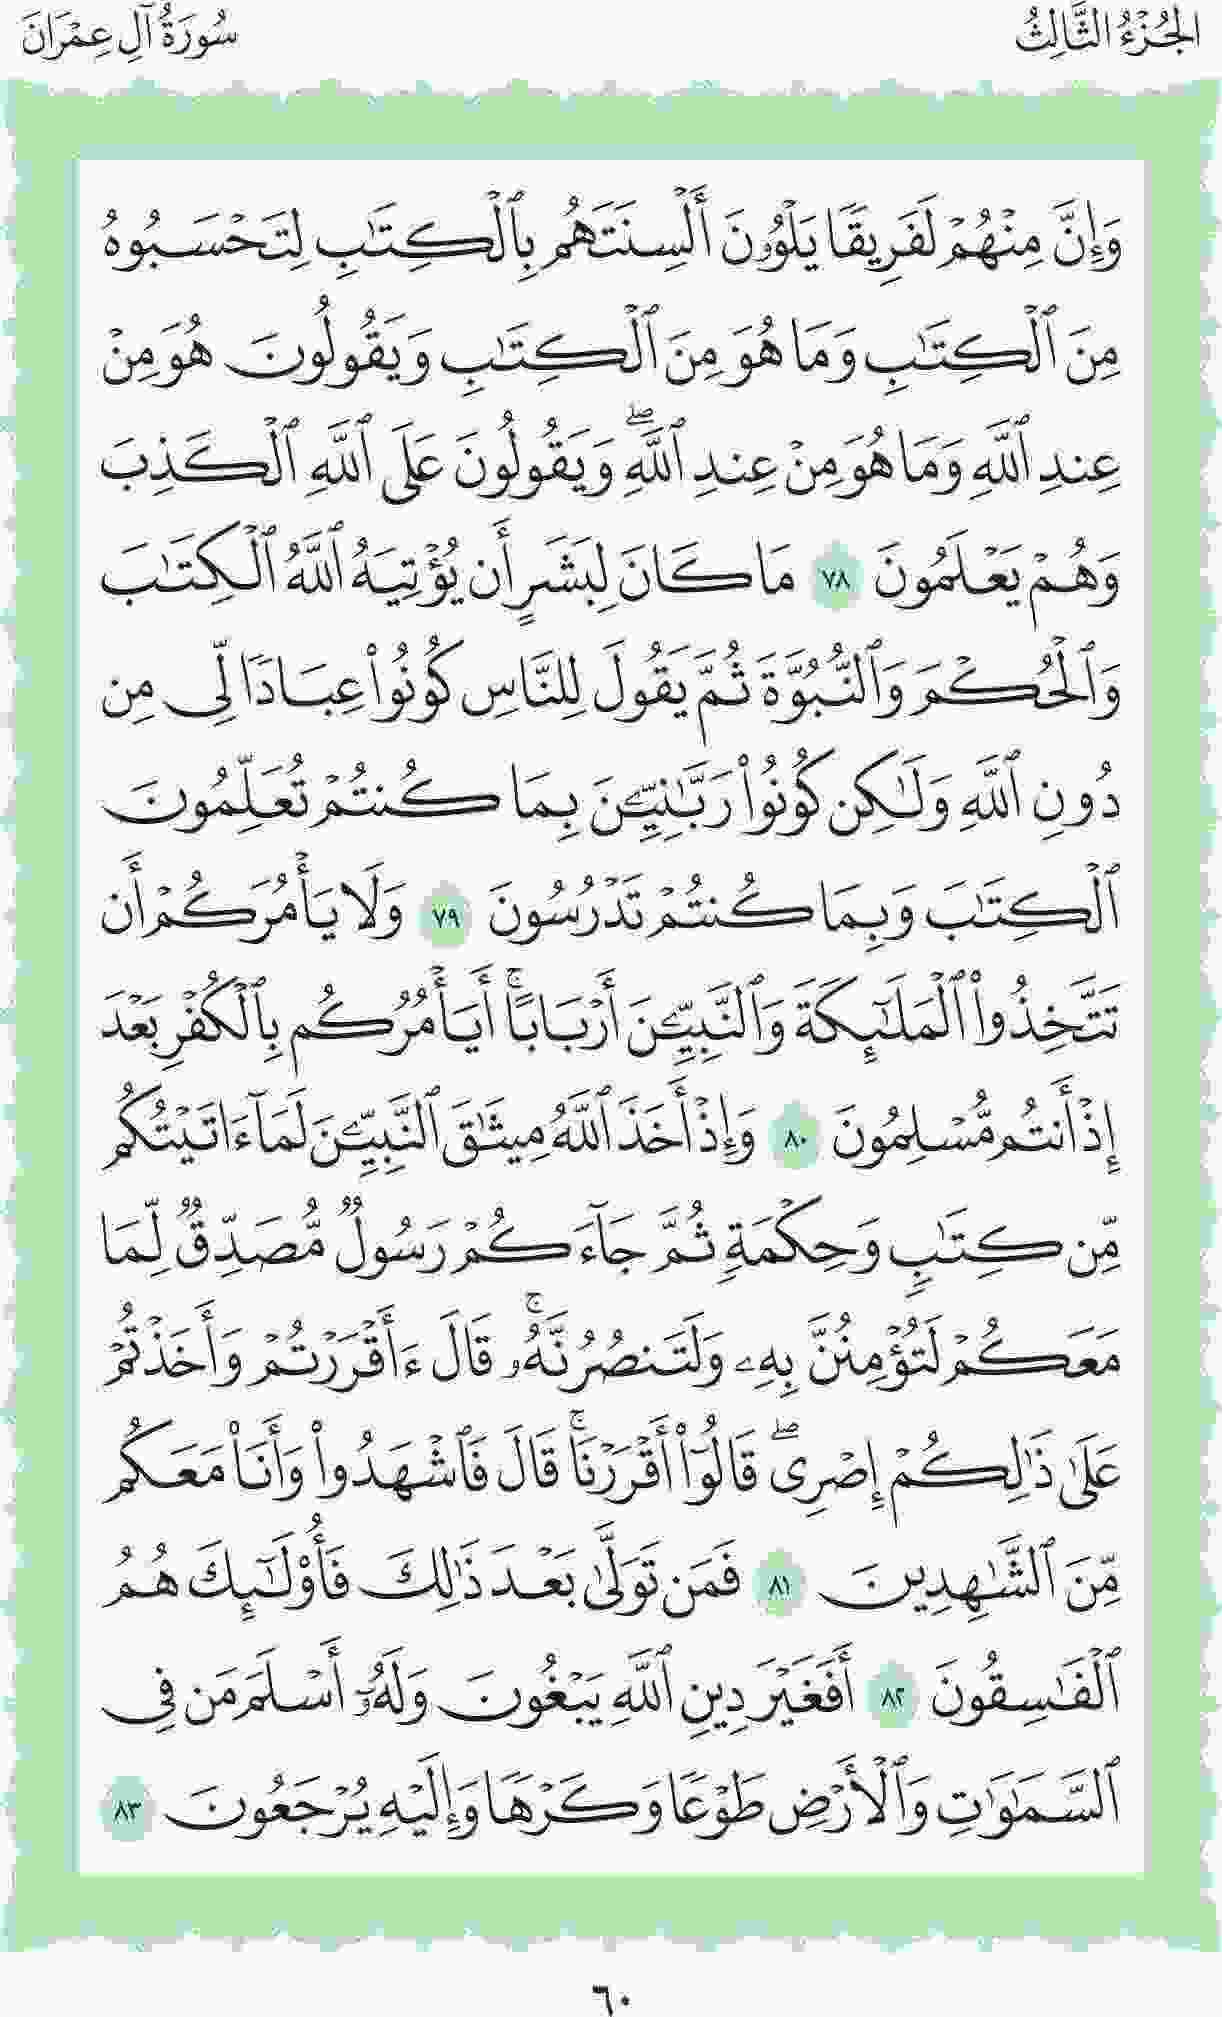 الجُزْءُ الثَّالِثُ
سُورَةُ آلِ عِمْرَانَ
وَإِنَّ مِنْهُمْ لَفَرِيقًا يَلْوُۥنَ أَلْسِنَتَهُم بِٱلْكِتَٰبِ لِتَحْسَبُوهُ
مِنَ ٱلْكِتَٰبِ وَمَا هُوَ مِنَ ٱلْكِتَٰبِ وَيَقُولُونَ هُوَ مِنْ
عِندِ ٱللَّهِ وَمَا هُوَ مِنْ عِندِ ٱللَّهِۖ وَيَقُولُونَ عَلَى ٱللَّهِ ٱلْكَذِبَ
وَهُمْ يَعْلَمُونَ ٧٨ مَا كَانَ لِبَشَرٍ أَن يُؤْتِيَهُ ٱللَّهُ ٱلْكِتَٰبَ
وَٱلْحُكْمَ وَٱلنُّبُوَّةَ ثُمَّ يَقُولَ لِلنَّاسِ كُونُوا۟ عِبَادًا لِّى مِن
دُونِ ٱللَّهِ وَلَٰكِن كُونُوا۟ رَبَّٰنِيِّۦنَ بِمَا كُنتُمْ تُعَلِّمُونَ
ٱلْكِتَٰبَ وَبِمَا كُنتُمْ تَدْرُسُونَ ٧٩ وَلَا يَأْمُرَكُمْ أَن
تَتَّخِذُوا۟ ٱلْمَلَٰٓئِكَةَ وَٱلنَّبِيِّۦنَ أَرْبَابًاۚ أَيَأْمُرُكُم بِٱلْكُفْرِ بَعْدَ
إِذْ أَنتُم مُّسْلِمُونَ ٨٠ وَإِذْ أَخَذَ ٱللَّهُ مِيثَٰقَ ٱلنَّبِيِّۦنَ لَمَآ ءَاتَيْتُكُم
مِّن كِتَٰبٍ وَحِكْمَةٍ ثُمَّ جَآءَكُمْ رَسُولٌ مُّصَدِّقٌ لِّمَا
مَعَكُمْ لَتُؤْمِنُنَّ بِهِۦ وَلَتَنصُرُنَّهُۥۚ قَالَ ءَأَقْرَرْتُمْ وَأَخَذْتُمْ
عَلَىٰ ذَٰلِكُمْ إِصْرِىۖ قَالُوٓا۟ أَقْرَرْنَاۚ قَالَ فَٱشْهَدُوا۟ وَأَنَا۠ مَعَكُم
مِّنَ ٱلشَّٰهِدِينَ ٨١ فَمَن تَوَلَّىٰ بَعْدَ ذَٰلِكَ فَأُو۟لَٰٓئِكَ هُمُ
ٱلْفَٰسِقُونَ ٨٢ أَفَغَيْرَ دِينِ ٱللَّهِ يَبْغُونَ وَلَهُۥٓ أَسْلَمَ مَن فِى
ٱلسَّمَٰوَٰتِ وَٱلْأَرْضِ طَوْعًا وَكَرْهًا وَإِلَيْهِ يُرْجَعُونَ ٨٣
٦٠